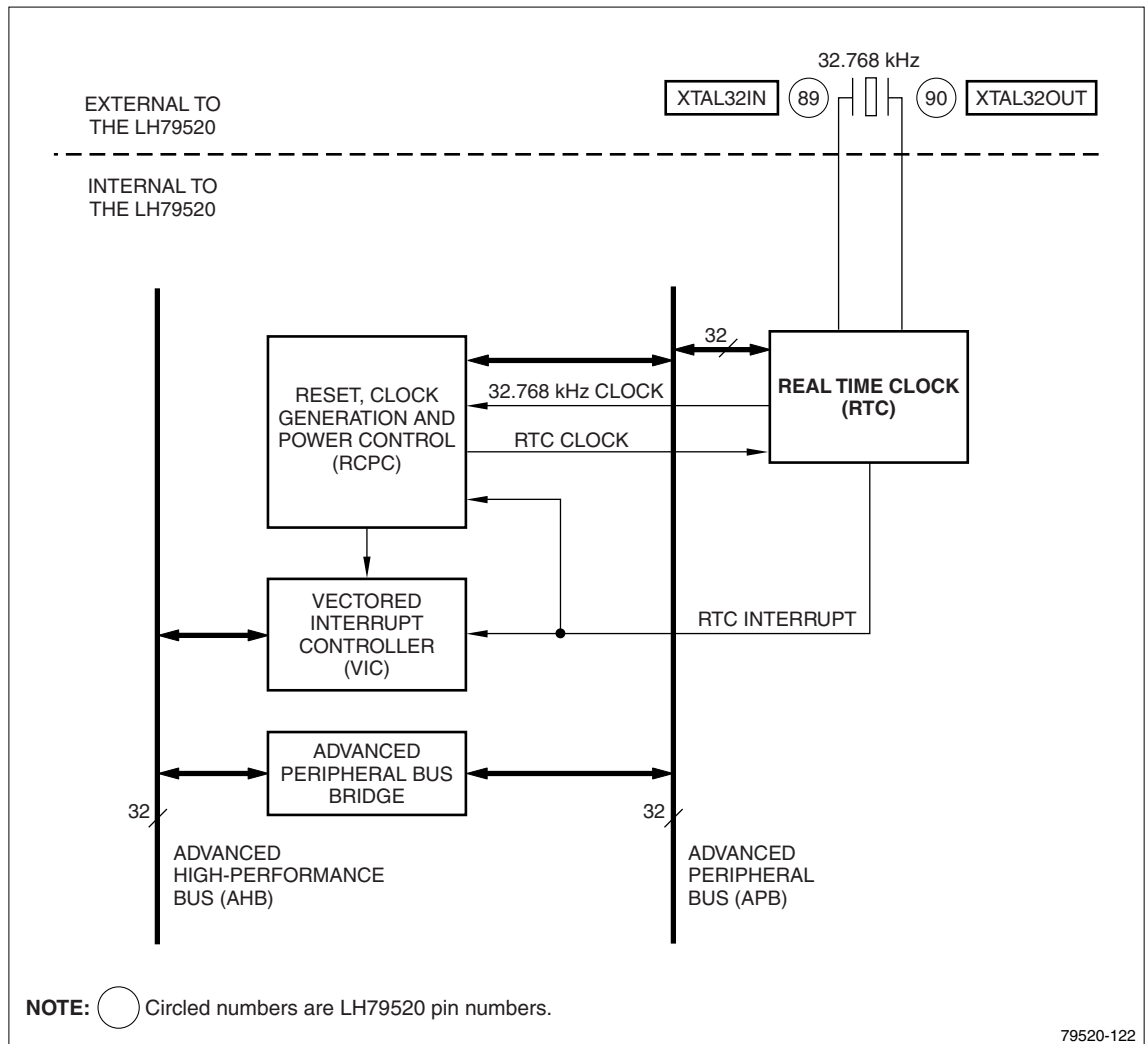 32.768 kHz
XTAL32IN
89
90
XTAL32OUT
EXTERNAL TO
THE LH79520
INTERNAL TO
THE LH79520
32
RESET, CLOCK
GENERATION AND
POWER CONTROL
(RCPC)
32.768 kHz CLOCK
RTC CLOCK
REAL TIME CLOCK
(RTC)
VECTORED
INTERRUPT
CONTROLLER
(VIC)
RTC INTERRUPT
ADVANCED
PERIPHERAL BUS
BRIDGE
32
32
ADVANCED
HIGH-PERFORMANCE
BUS (AHB)
ADVANCED
PERIPHERAL
BUS (APB)
NOTE: Circled numbers are LH79520 pin numbers.
79520-122